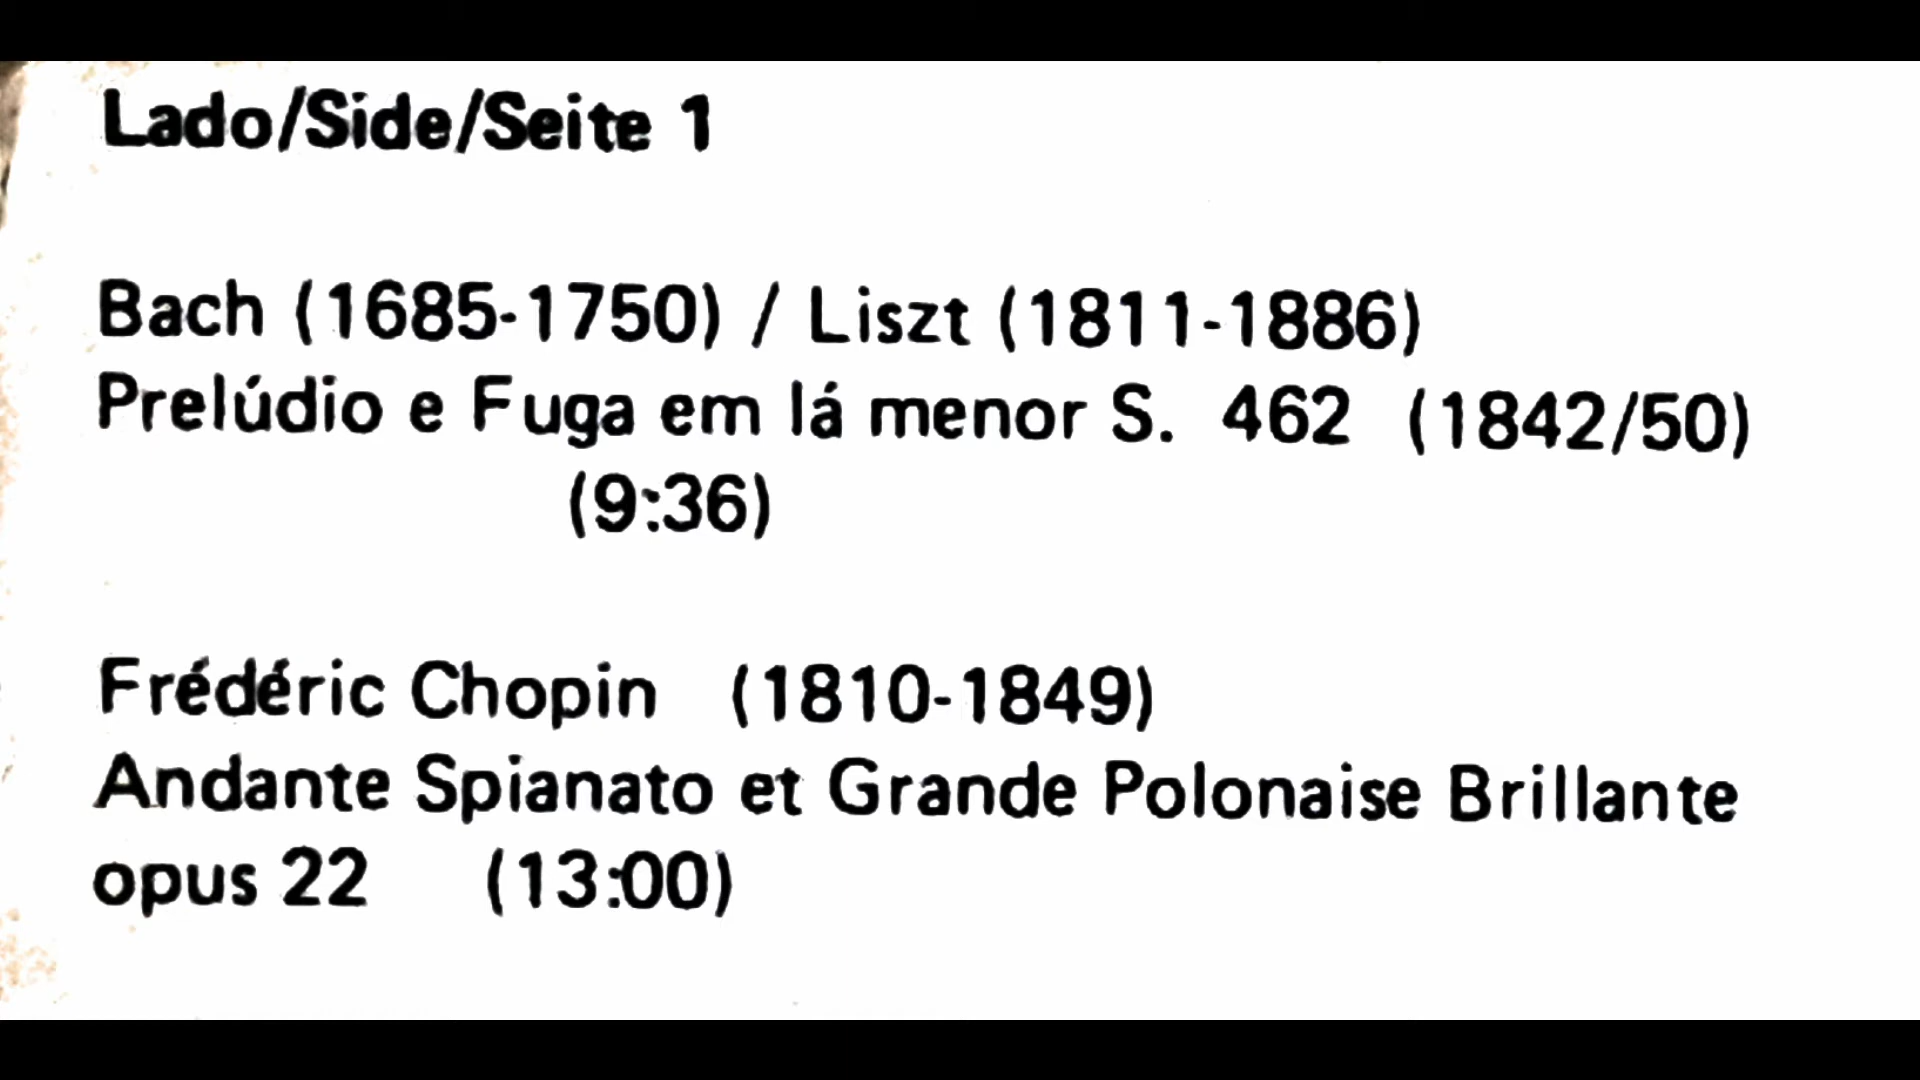 Lado/Side/Seite 1
Bach (1685-1750) / Liszt (1811-1886)
Prelúdio e Fuga em lá menor S. 462 (1842/50)
(9:36)
Frédéric Chopin (1810-1849)
Andante Spianato et Grande Polonaise Brillante
opus 22 (13:00)